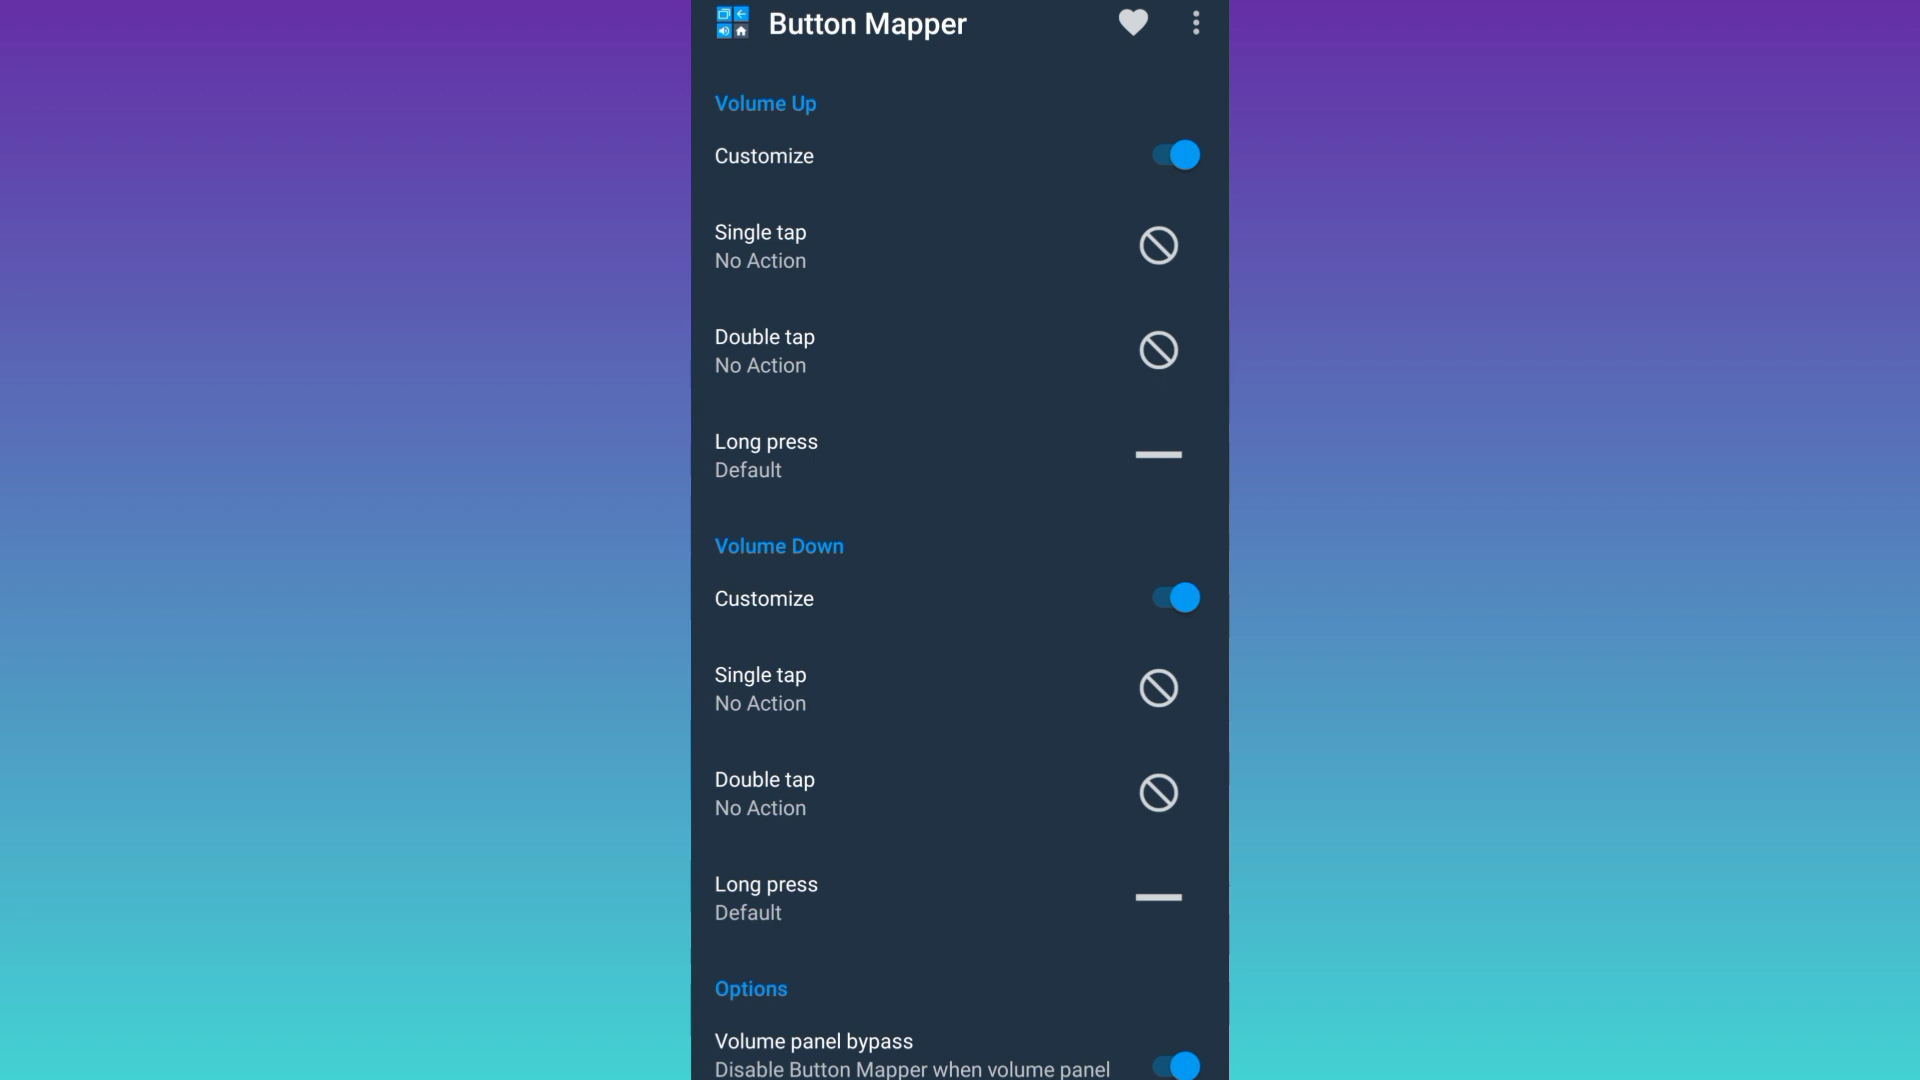 Button Mapper
Volume Up
Customize
Single tap
No Action
Double tap
No Action
Long press
Default
Volume Down
Customize
Single tap
No Action
Double tap
No Action
Long press
Default
Options
Volume panel bypass
Disable Button Mapper when volume panel